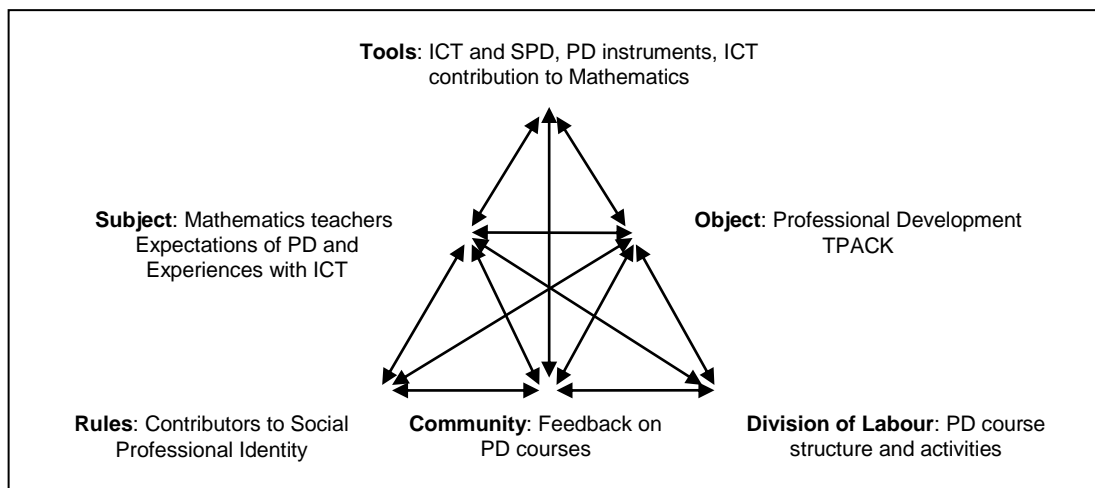 Tools: ICT and SPD, PD instruments, ICT
contribution to Mathematics
Subject: Mathematics teachers
Expectations of PD and
Experiences with ICT
Object: Professional Development
TPACK
Rules: Contributors to Social
Professional Identity
Community: Feedback on
PD courses
Division of Labour: PD course
structure and activities